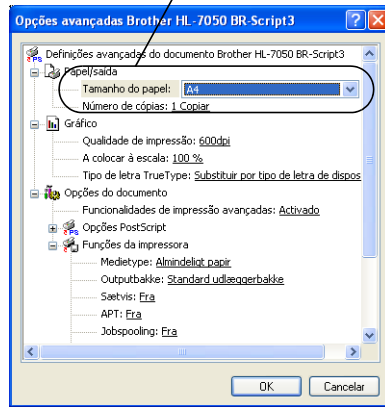 Opções avançadas Brother HL-7050 BR-Script3
Definições avançadas do documento Brother HL-7050 BR-Script3
Papel/saída
Tamanho do papel: A4
Número de cópias: 1 Copiar
Gráfico
Qualidade de impressão: 600dpi
A colocar à escala: 100 %
Tipo de letra TrueType: Substituir por tipo de letra de dispos
Opções do documento
Funcionalidades de impressão avançadas: Activado
Opções PostScript
Funções da impressora
Medietype: Almindeligt papir
Outputbakke: Standard udlæggerbakke
Sætvis: Fra
APT: Fra
Jobspooling: Fra
OK
Cancelar